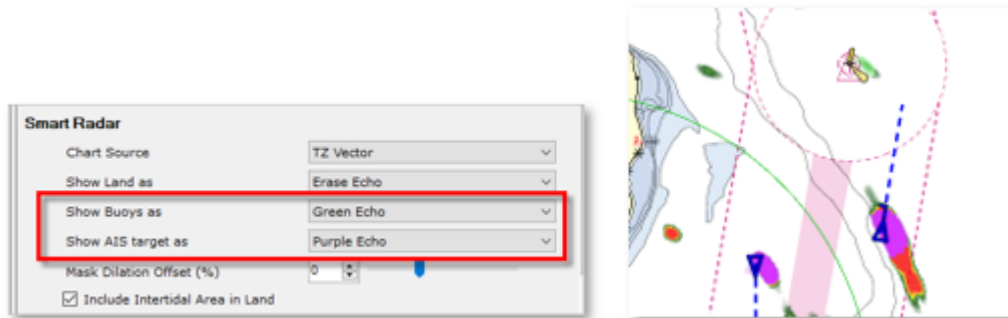 Smart Radar
Chart Source TZ Vector
Show Land as Erase Echo
Show Buoys as Green Echo
Show AIS target as Purple Echo
Mask Dilation Offset (%) 0
Include Intertidal Area in Land